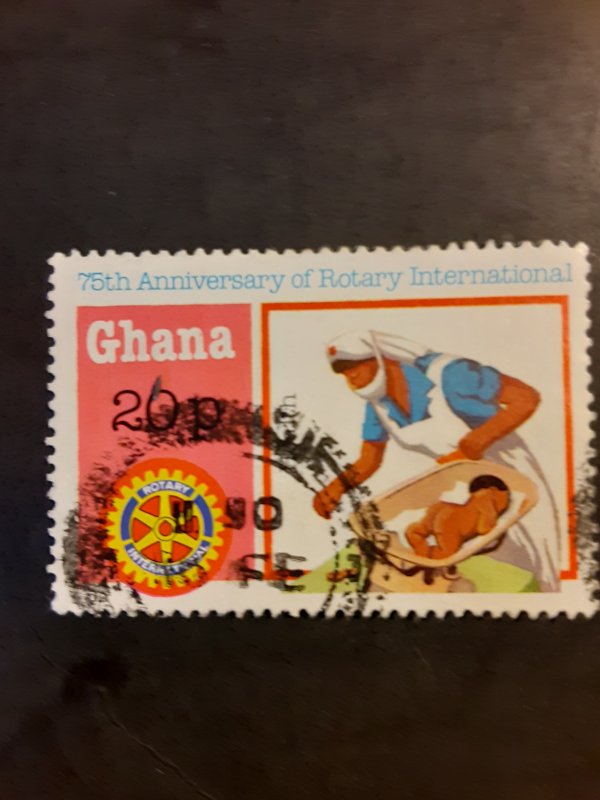 75th Anniversary of Rotary International
Ghana
20p
ROTARY
INTERNATIONAL